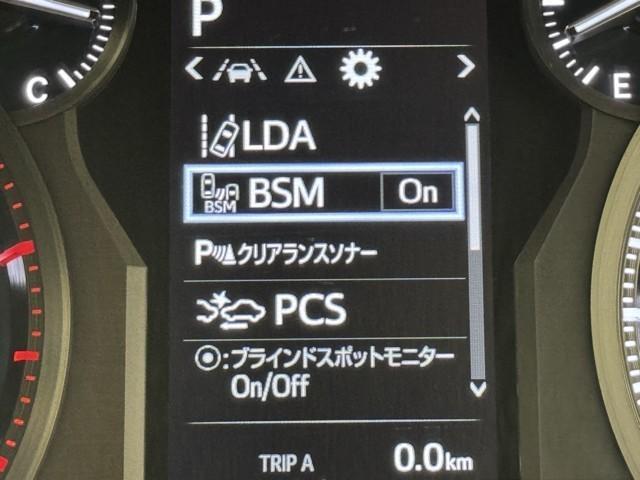 P
C
E
LDA
BSM BSM On
P クリアランスソナー
PCS
◉:ブラインドスポットモニター
On/Off
TRIP A 0.0km